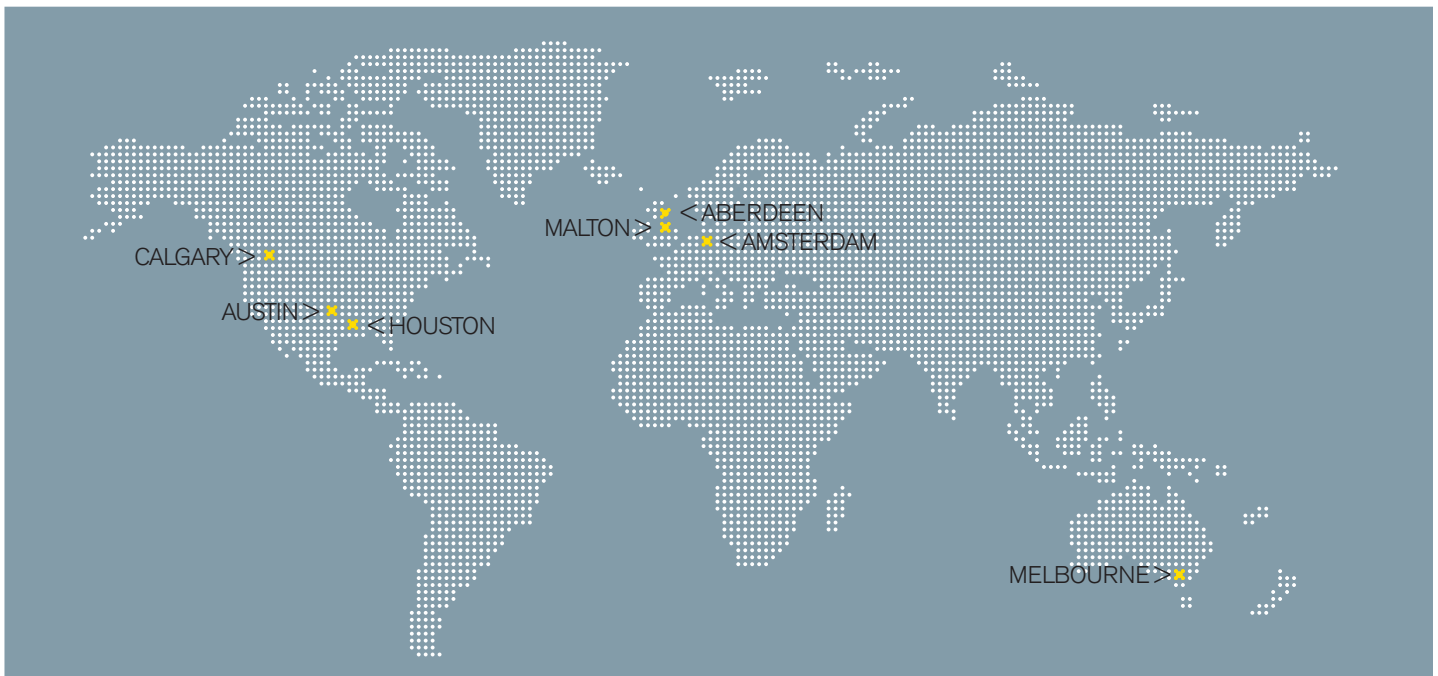 < ABERDEEN
MALTON >
< AMSTERDAM
CALGARY >
AUSTIN >
< HOUSTON
MELBOURNE >